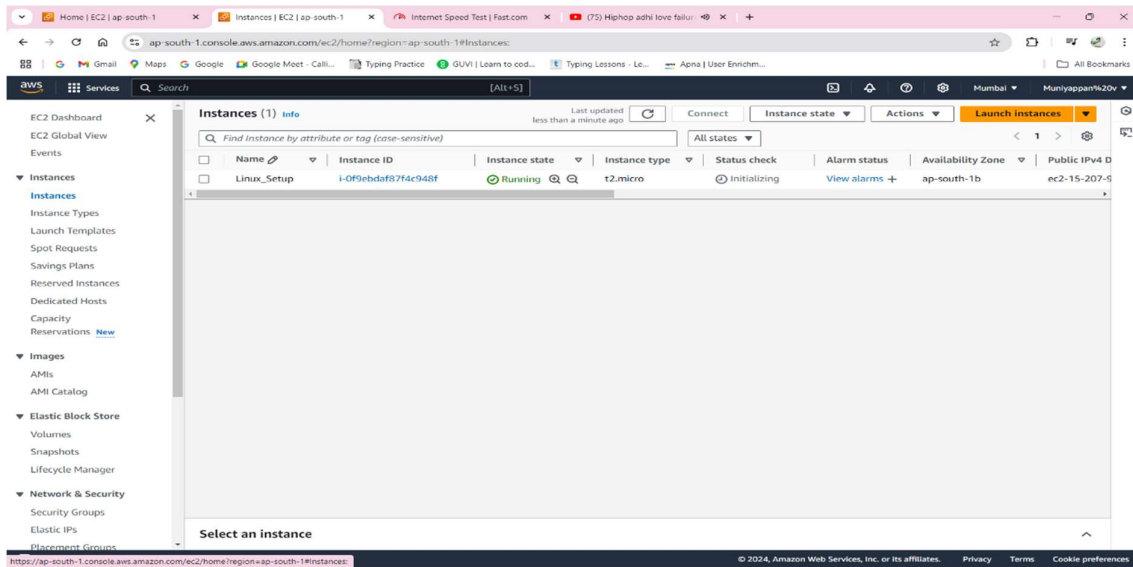 Home | EC2 | ap-south-1
Instances | EC2 | ap-south-1
Internet Speed Test | Fast.com
(75) Hiphop adhi love failur
ap-south-1.console.aws.amazon.com/ec2/home?region=ap-south-1#Instances:
Gmail Maps Google Google Meet - Calli... Typing Practice GUVI | Learn to cod... Typing Lessons - Le... Apna | User Enrichm... All Bookmarks
aws Services Search [Alt+S] Mumbai Muniyappan%20v
EC2 Dashboard
EC2 Global View
Events
Instances
Instances
Instance Types
Launch Templates
Spot Requests
Savings Plans
Reserved Instances
Dedicated Hosts
Capacity
Reservations New
Images
AMIs
AMI Catalog
Elastic Block Store
Volumes
Snapshots
Lifecycle Manager
Network & Security
Security Groups
Elastic IPs
Placement Groups
Instances (1) Info
Last updated
less than a minute ago
Connect Instance state Actions Launch instances
Find Instance by attribute or tag (case-sensitive) All states 1
Name Instance ID Instance state Instance type Status check Alarm status Availability Zone Public IPv4 D
Linux_Setup i-0f9ebdaf87f4c948f Running t2.micro Initializing View alarms + ap-south-1b ec2-15-207-9
Select an instance
https://ap-south-1.console.aws.amazon.com/ec2/home?region=ap-south-1#Instances:
© 2024, Amazon Web Services, Inc. or its affiliates. Privacy Terms Cookie preferences